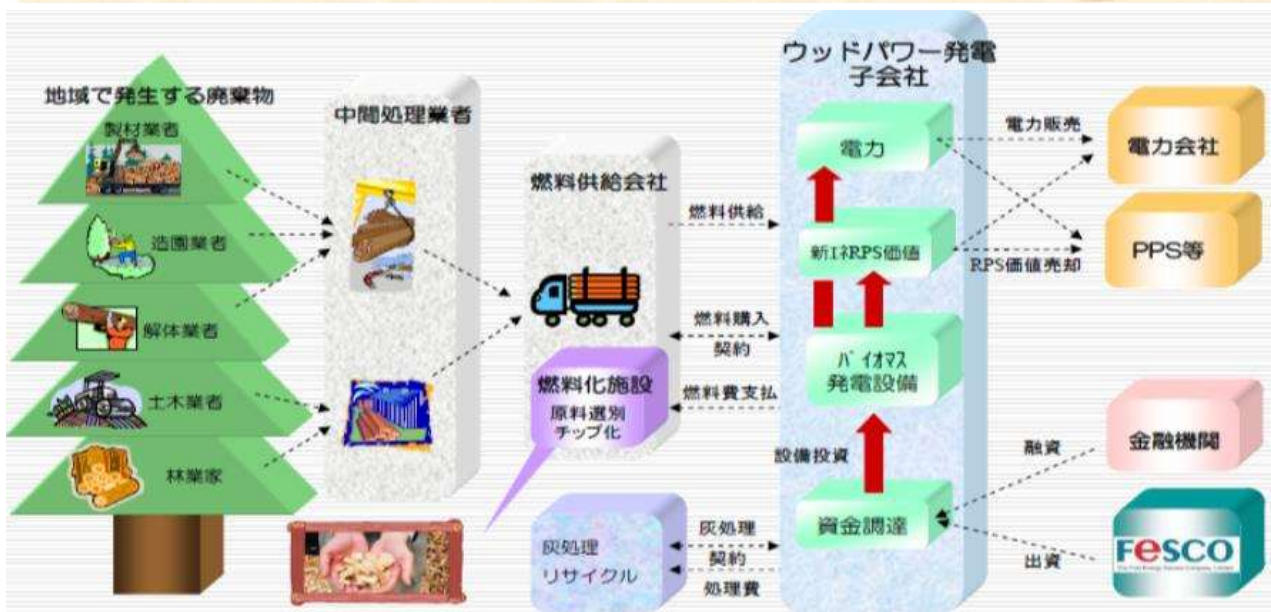 地域で発生する廃棄物
製材業者
造園業者
解体業者
土木業者
林業家
中間処理業者
燃料供給会社
燃料化施設
原料選別
チップ化
灰処理
リサイクル
燃料供給
燃料購入
契約
燃料費支払
設備投資
灰処理
契約
処理費
ウッドパワー発電
子会社
電力
新エネRPS価値
バイオマス
発電設備
資金調達
電力販売
RPS価値売却
融資
出資
電力会社
PPS等
金融機関
FESCO